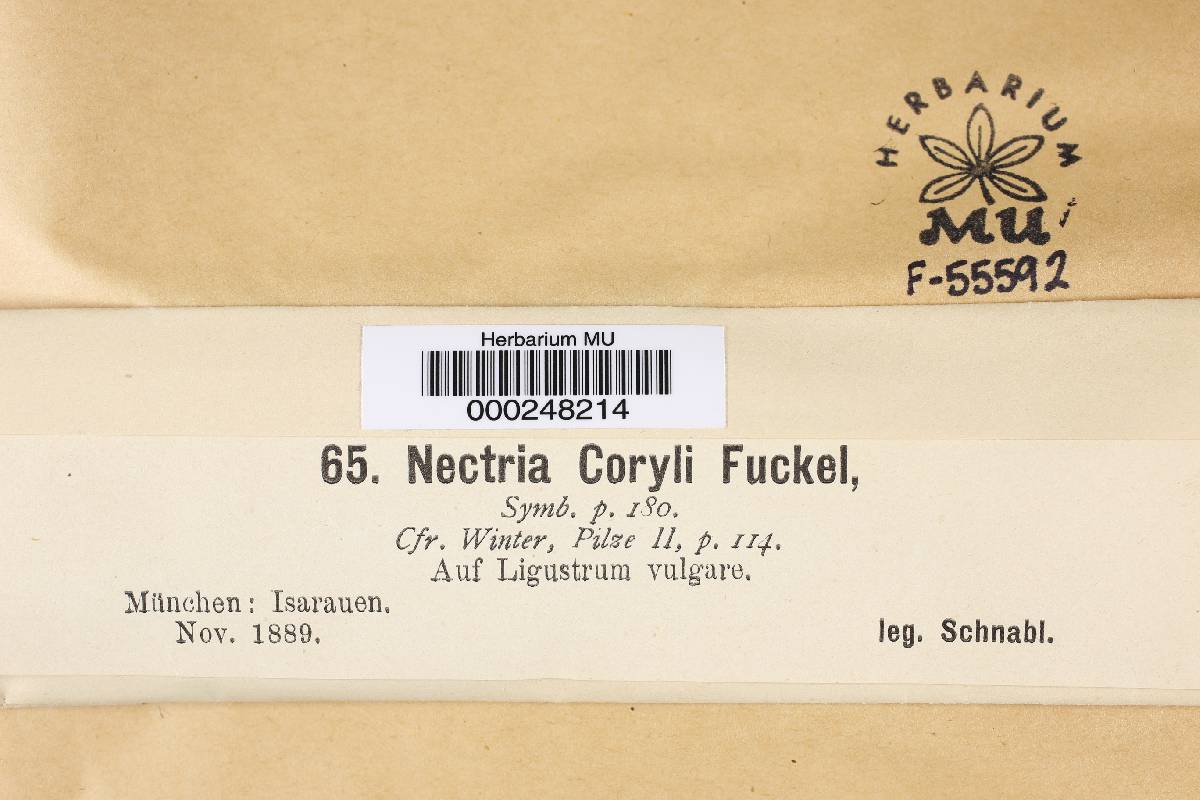 HERBARIUM
MU
F-55592
Herbarium MU
000248214
65. Nectria Coryli Fuckel,
Symb. p. 180.
Cfr. Winter, Pilze II, p. 114.
Auf Ligustrum vulgare.
München: Isarauen.
Nov. 1889.
leg. Schnabl.